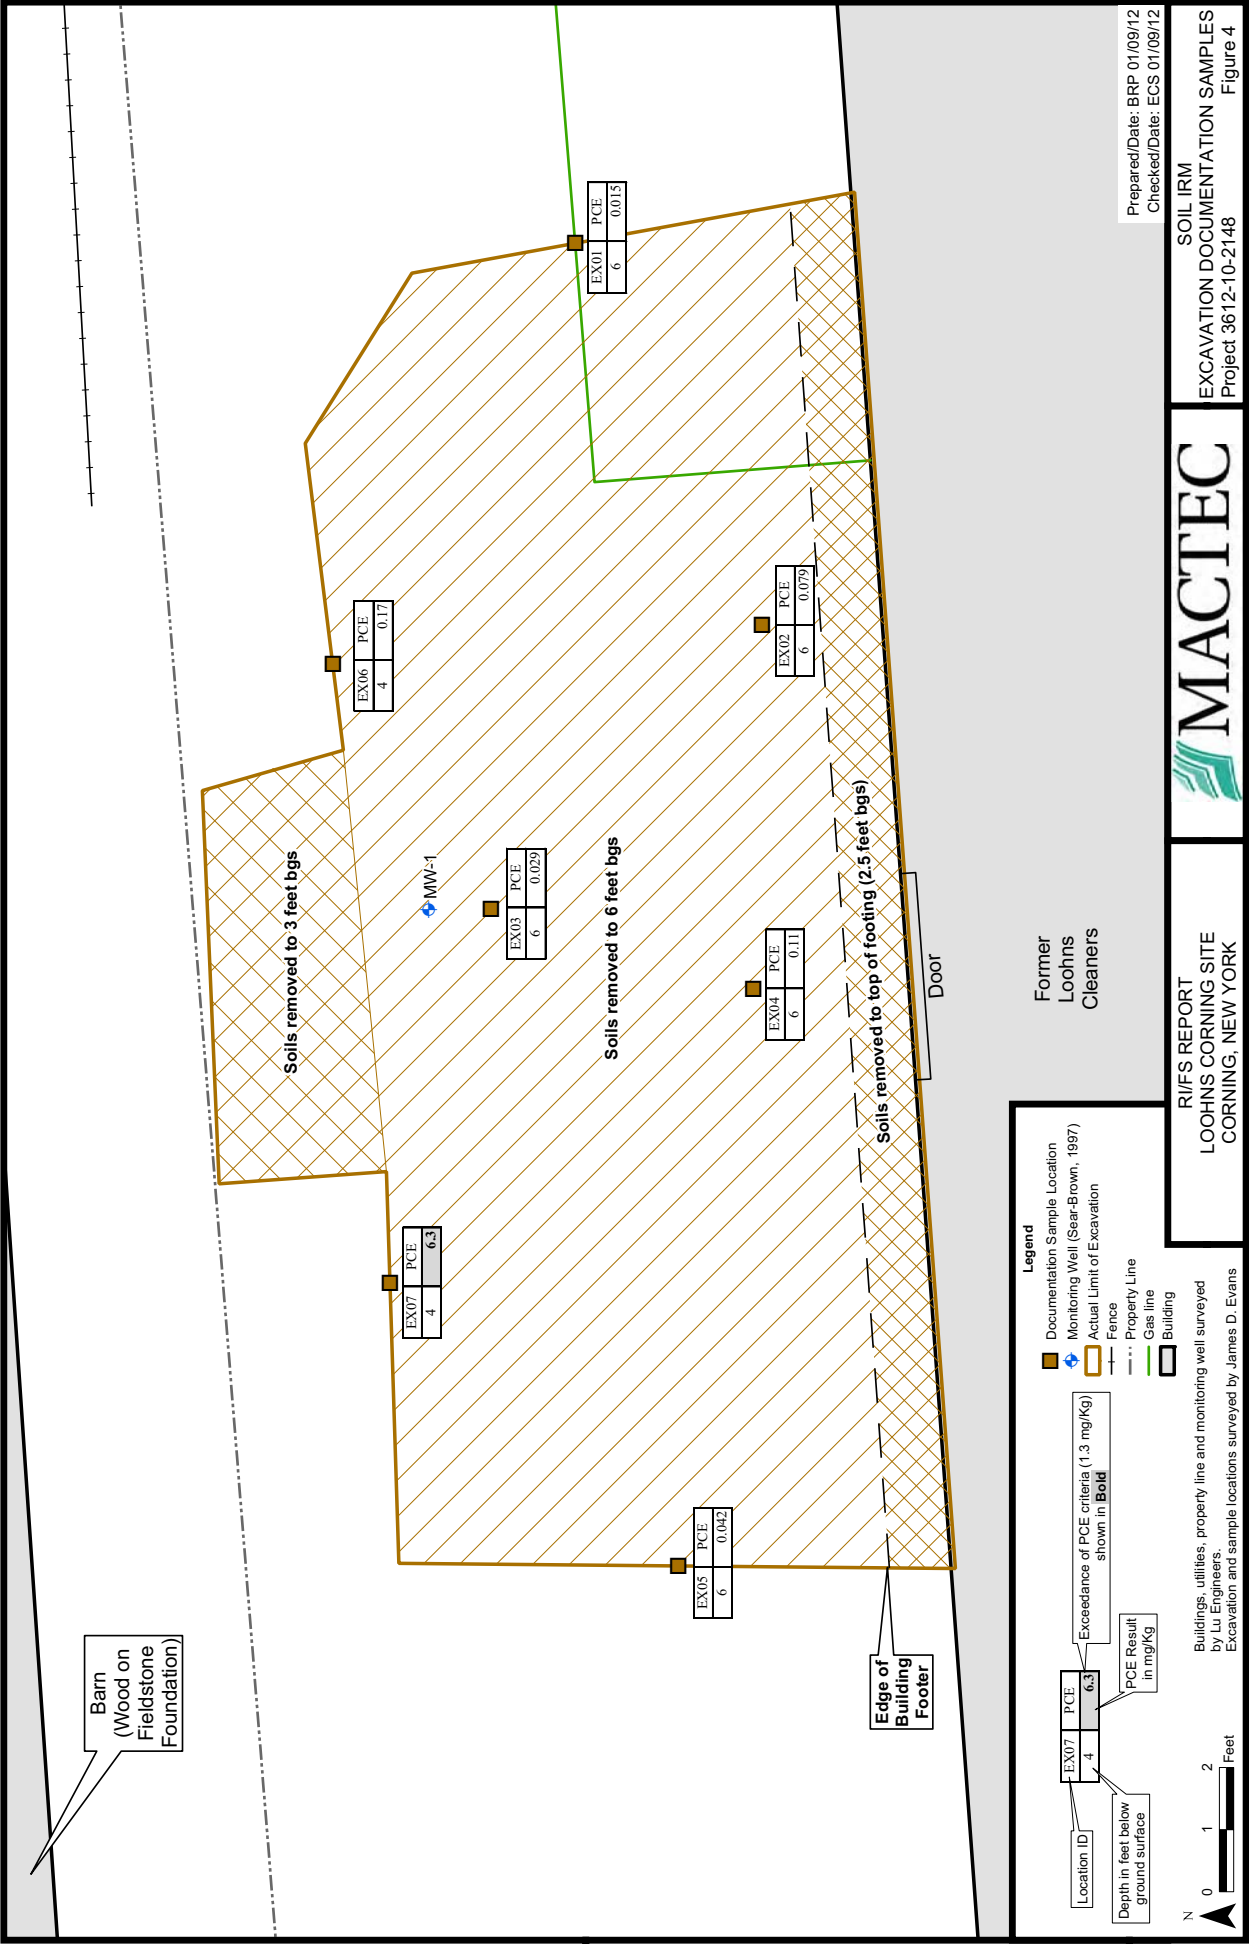 Barn
(Wood on
Fieldstone
Foundation)
Soils removed to 3 feet bgs
EX06 PCE
4 0.17
EX07 PCE
4 6.3
MW-1
EX03 PCE
6 0.029
Soils removed to 6 feet bgs
EX01 PCE
6 0.015
EX05 PCE
6 0.042
EX04 PCE
6 0.11
EX02 PCE
6 0.079
Soils removed to top of footing (2.5 feet bgs)
Edge of
Building
Footer
Door
Former
Loohns
Cleaners
Legend
Documentation Sample Location
Monitoring Well (Sear-Brown, 1997)
Actual Limit of Excavation
Fence
Property Line
Gas line
Building
Location ID
EX07 PCE
4 6.3
Depth in feet below
ground surface
Exceedance of PCE criteria (1.3 mg/Kg)
shown in Bold
PCE Result
in mg/Kg
N
0 1 2
Feet
Buildings, utilities, property line and monitoring well surveyed
by Lu Engineers.
Excavation and sample locations surveyed by James D. Evans
RI/FS REPORT
LOOHNS CORNING SITE
CORNING, NEW YORK
MACTEC
Prepared/Date: BRP 01/09/12
Checked/Date: ECS 01/09/12
SOIL IRM
EXCAVATION DOCUMENTATION SAMPLES
Project 3612-10-2148 Figure 4